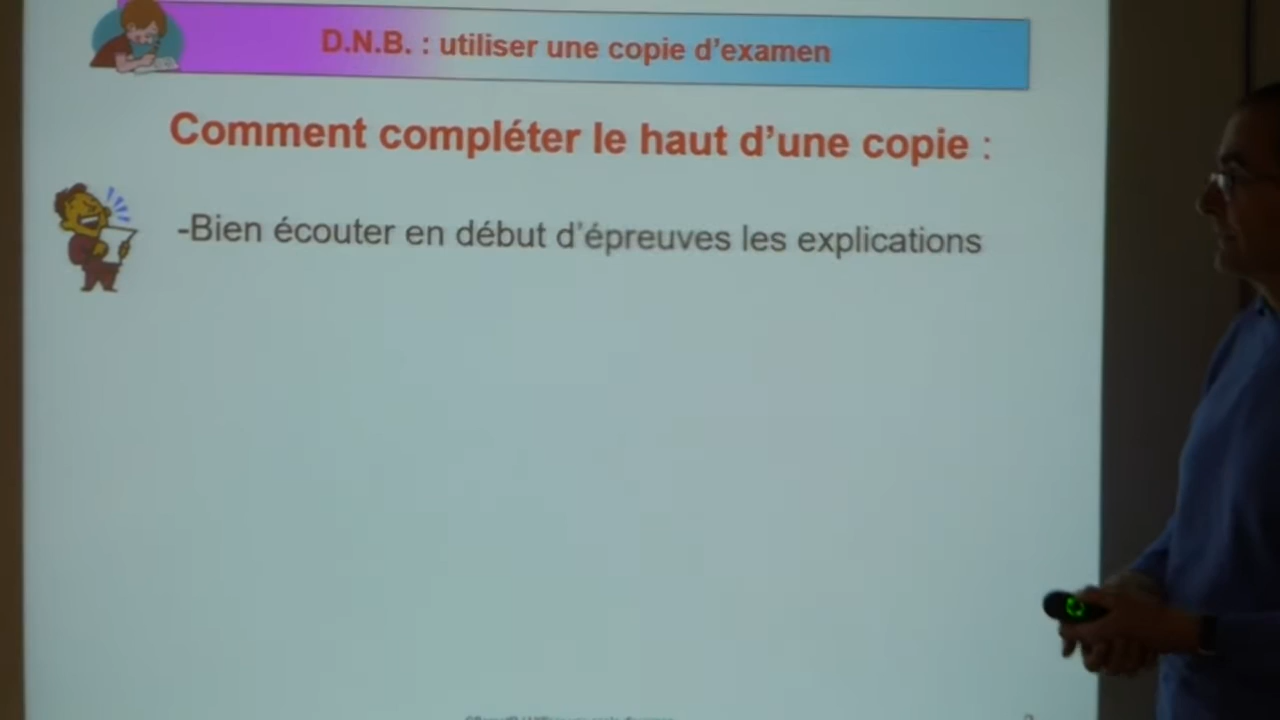 D.N.B. : utiliser une copie d'examen
Comment compléter le haut d'une copie :
-Bien écouter en début d'épreuves les explications